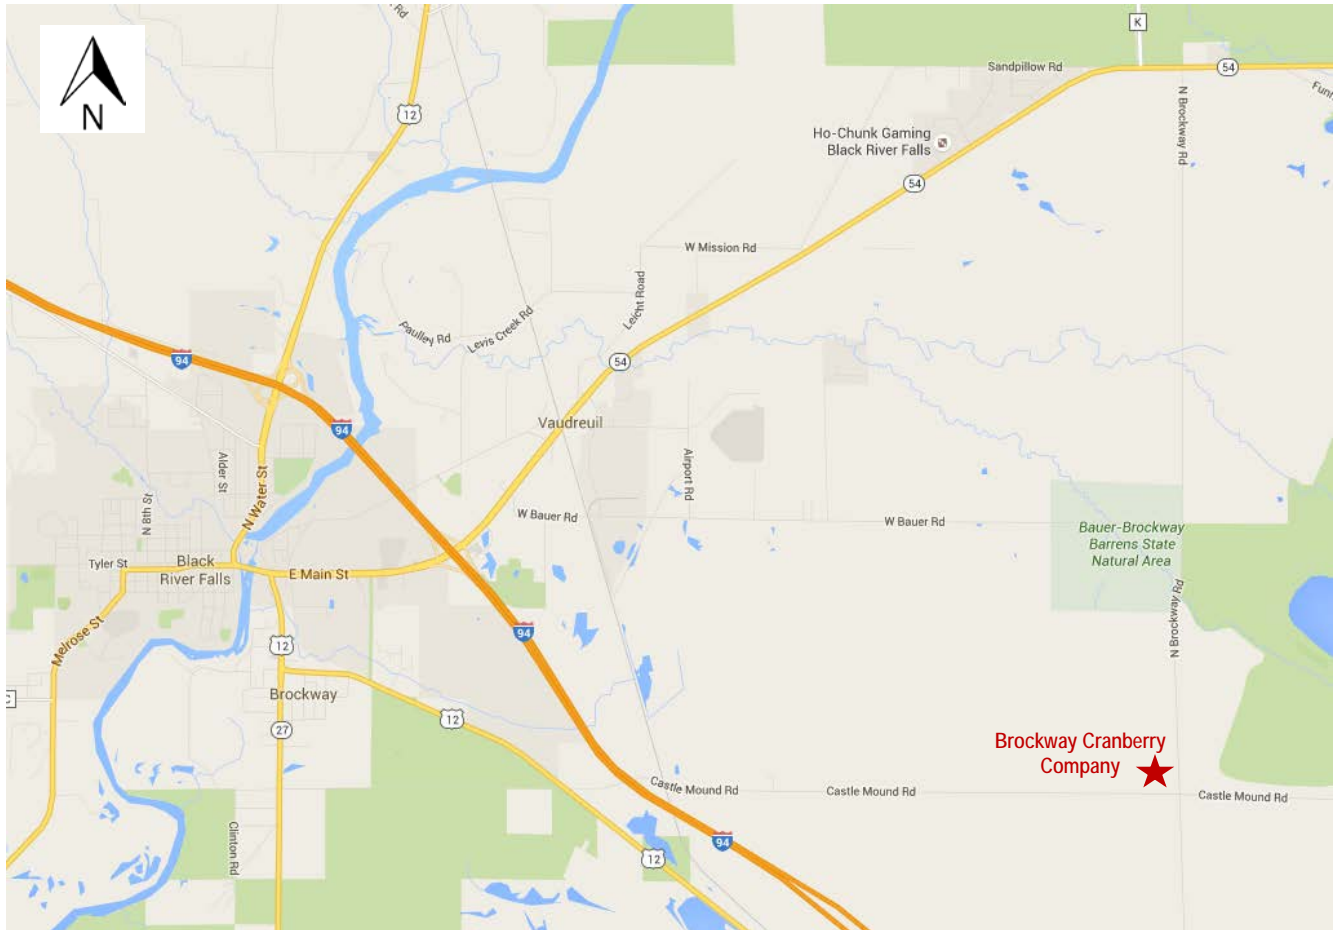 Rd
K
Sandpillow Rd
54
N
12
N Brockway Rd
Ho-Chunk Gaming
Black River Falls
54
W Mission Rd
Leicht Road
Paulley Rd
Levis Creek Rd
94
54
94
Vaudreuil
Alder St
N Water St
N 8th St
Airport Rd
W Bauer Rd
W Bauer Rd
Bauer-Brockway
Barrens State
Natural Area
Tyler St
Black
River Falls
E Main St
Melrose St
12
94
N Brockway Rd
Brockway
12
27
C
Brockway Cranberry
Company
Castle Mound Rd
Castle Mound Rd
Castle Mound Rd
Clinton Rd
94
12